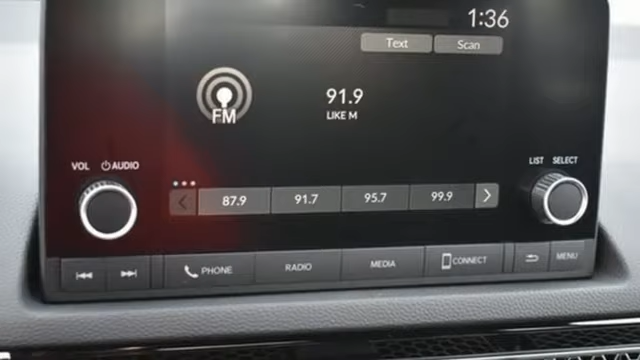 1:36
Text Scan
FM
91.9
LIKE M
VOL AUDIO
LIST SELECT
87.9 91.7 95.7 99.9
PHONE RADIO MEDIA CONNECT MENU